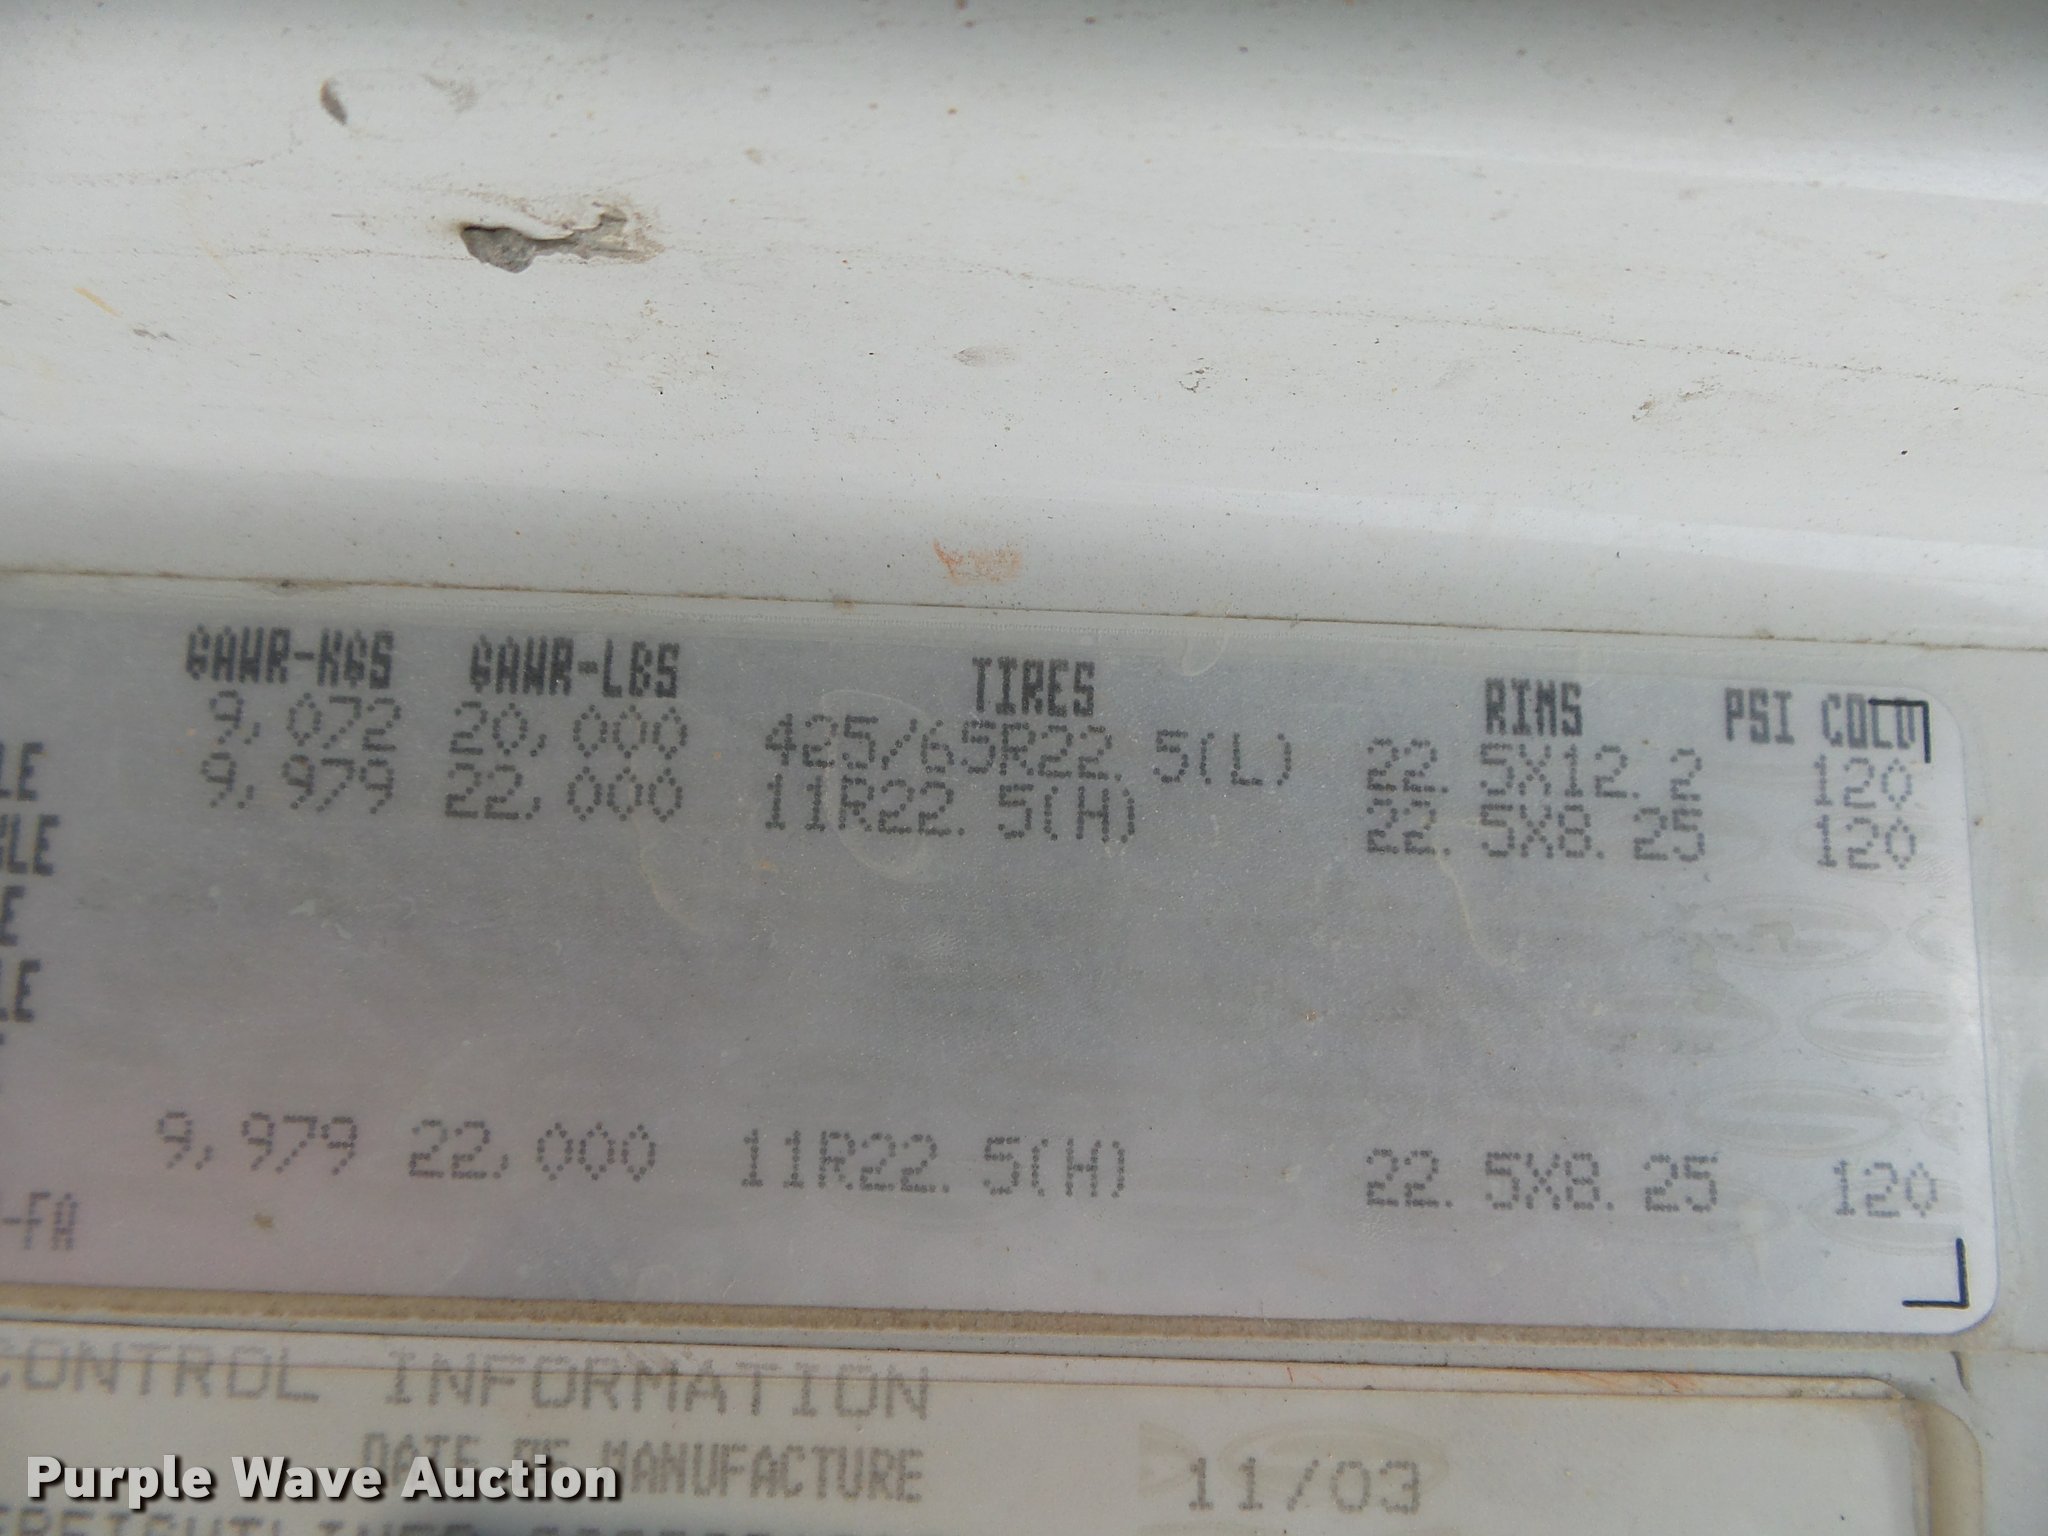 GAWR-KGS GAWR-LBS TIRES RIMS PSI COLD
9,072 20,000 425/65R22.5(L) 22.5X12.2 120
LE 9,979 22,000 11R22.5(H) 22.5X8.25 120
GLE
LE
LE
9,979 22,000 11R22.5(H) 22.5X8.25 120
-FA
CONTROL INFORMATION
DATE OF MANUFACTURE 11/03
Purple Wave Auction